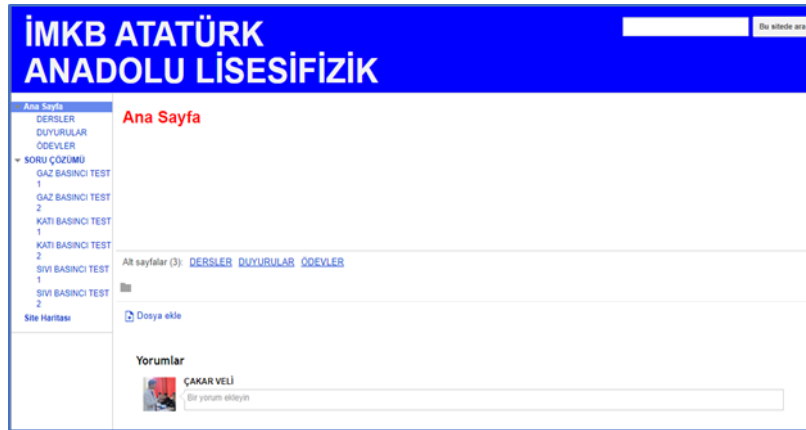 İMKB ATATÜRK
ANADOLU LİSESİFİZİK
Bu sitede ara
Ana Sayfa
DERSLER
DUYURULAR
ÖDEVLER
SORU ÇÖZÜMÜ
GAZ BASINCI TEST
1
GAZ BASINCI TEST
2
KATI BASINCI TEST
1
KATI BASINCI TEST
2
SIVI BASINCI TEST
1
SIVI BASINCI TEST
2
Site Haritası
Ana Sayfa
Alt sayfalar (3): DERSLER DUYURULAR ÖDEVLER
Dosya ekle
Yorumlar
ÇAKAR VELİ
Bir yorum ekleyin